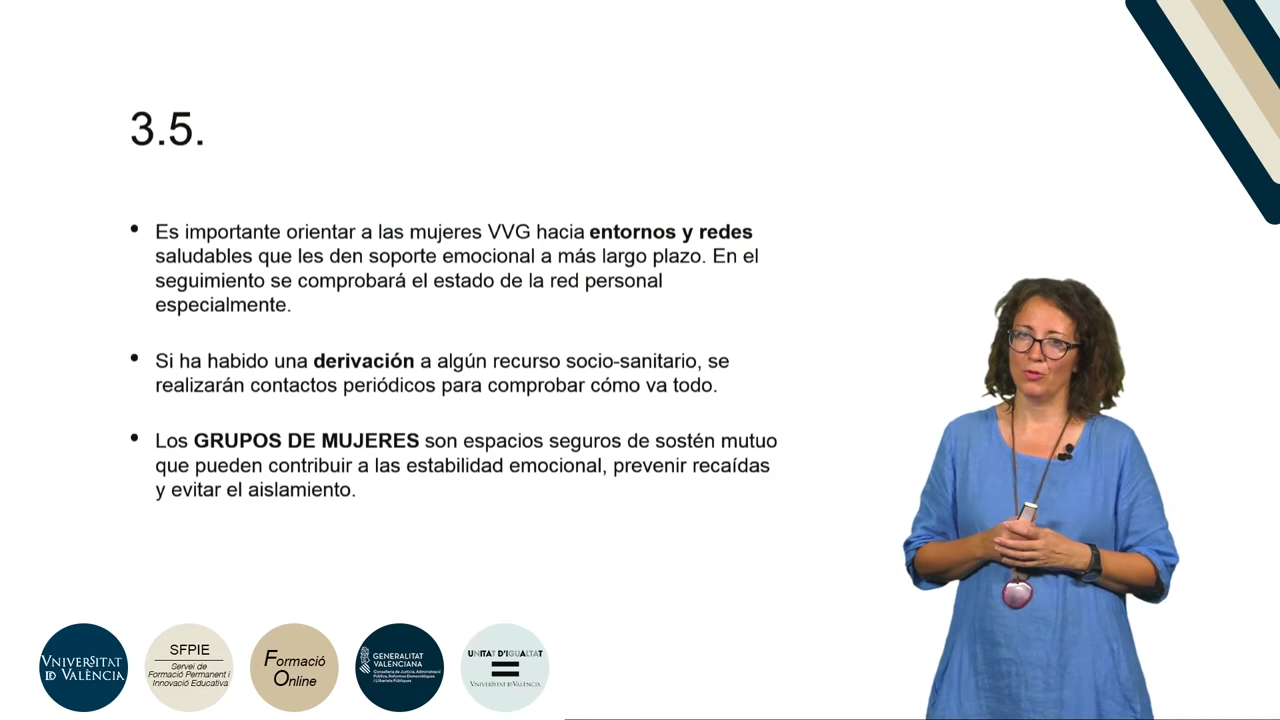 3.5.
• Es importante orientar a las mujeres VVG hacia entornos y redes
saludables que les den soporte emocional a más largo plazo. En el
seguimiento se comprobará el estado de la red personal
especialmente.
• Si ha habido una derivación a algún recurso socio-sanitario, se
realizarán contactos periódicos para comprobar cómo va todo.
• Los GRUPOS DE MUJERES son espacios seguros de sostén mutuo
que pueden contribuir a las estabilidad emocional, prevenir recaídas
y evitar el aislamiento.
VNIVERSITAT
ID VALÈNCIA
SFPIE
Servei de
Formació Permanent i
Innovació Educativa
Formació
Online
GENERALITAT
VALENCIANA
Conselleria de Justícia, Administració
Pública, Reformes Democràtiques
i Llibertats Públiques
UNITAT D'IGUALTAT
VNIVERSITAT ID VALÈNCIA